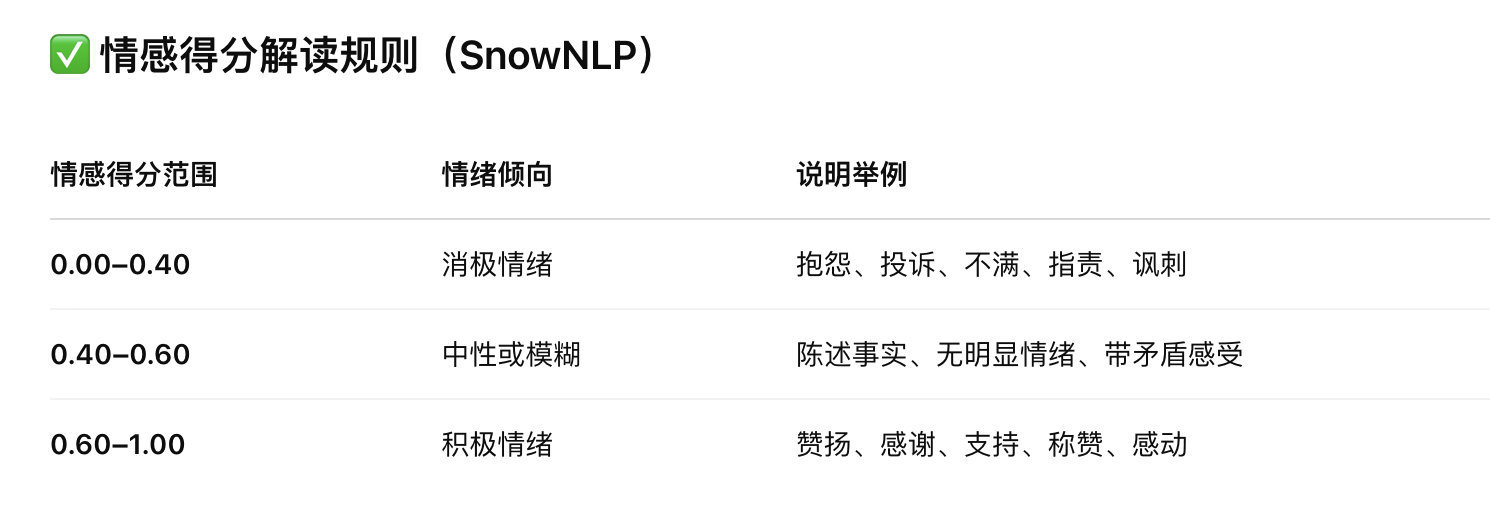 ✅ 情感得分解读规则（SnowNLP）
情感得分范围 情绪倾向 说明举例
0.00–0.40 消极情绪 抱怨、投诉、不满、指责、讽刺
0.40–0.60 中性或模糊 陈述事实、无明显情绪、带矛盾感受
0.60–1.00 积极情绪 赞扬、感谢、支持、称赞、感动